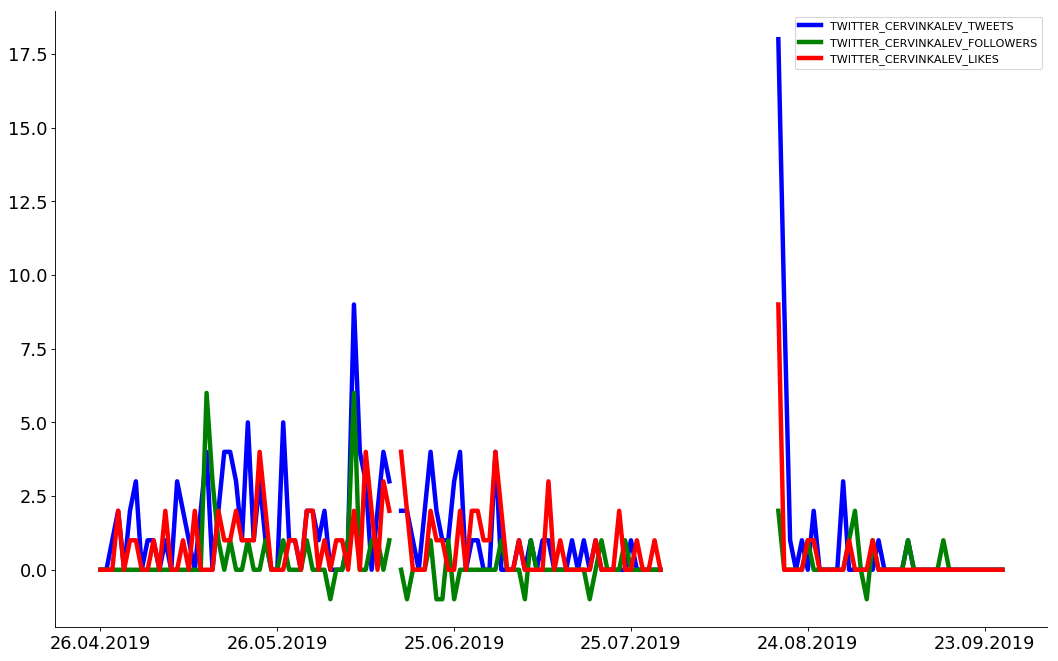 TWITTER_CERVINKALEV_TWEETS
TWITTER_CERVINKALEV_FOLLOWERS
TWITTER_CERVINKALEV_LIKES
17.5
15.0
12.5
10.0
7.5
5.0
2.5
0.0
26.04.2019 26.05.2019 25.06.2019 25.07.2019 24.08.2019 23.09.2019